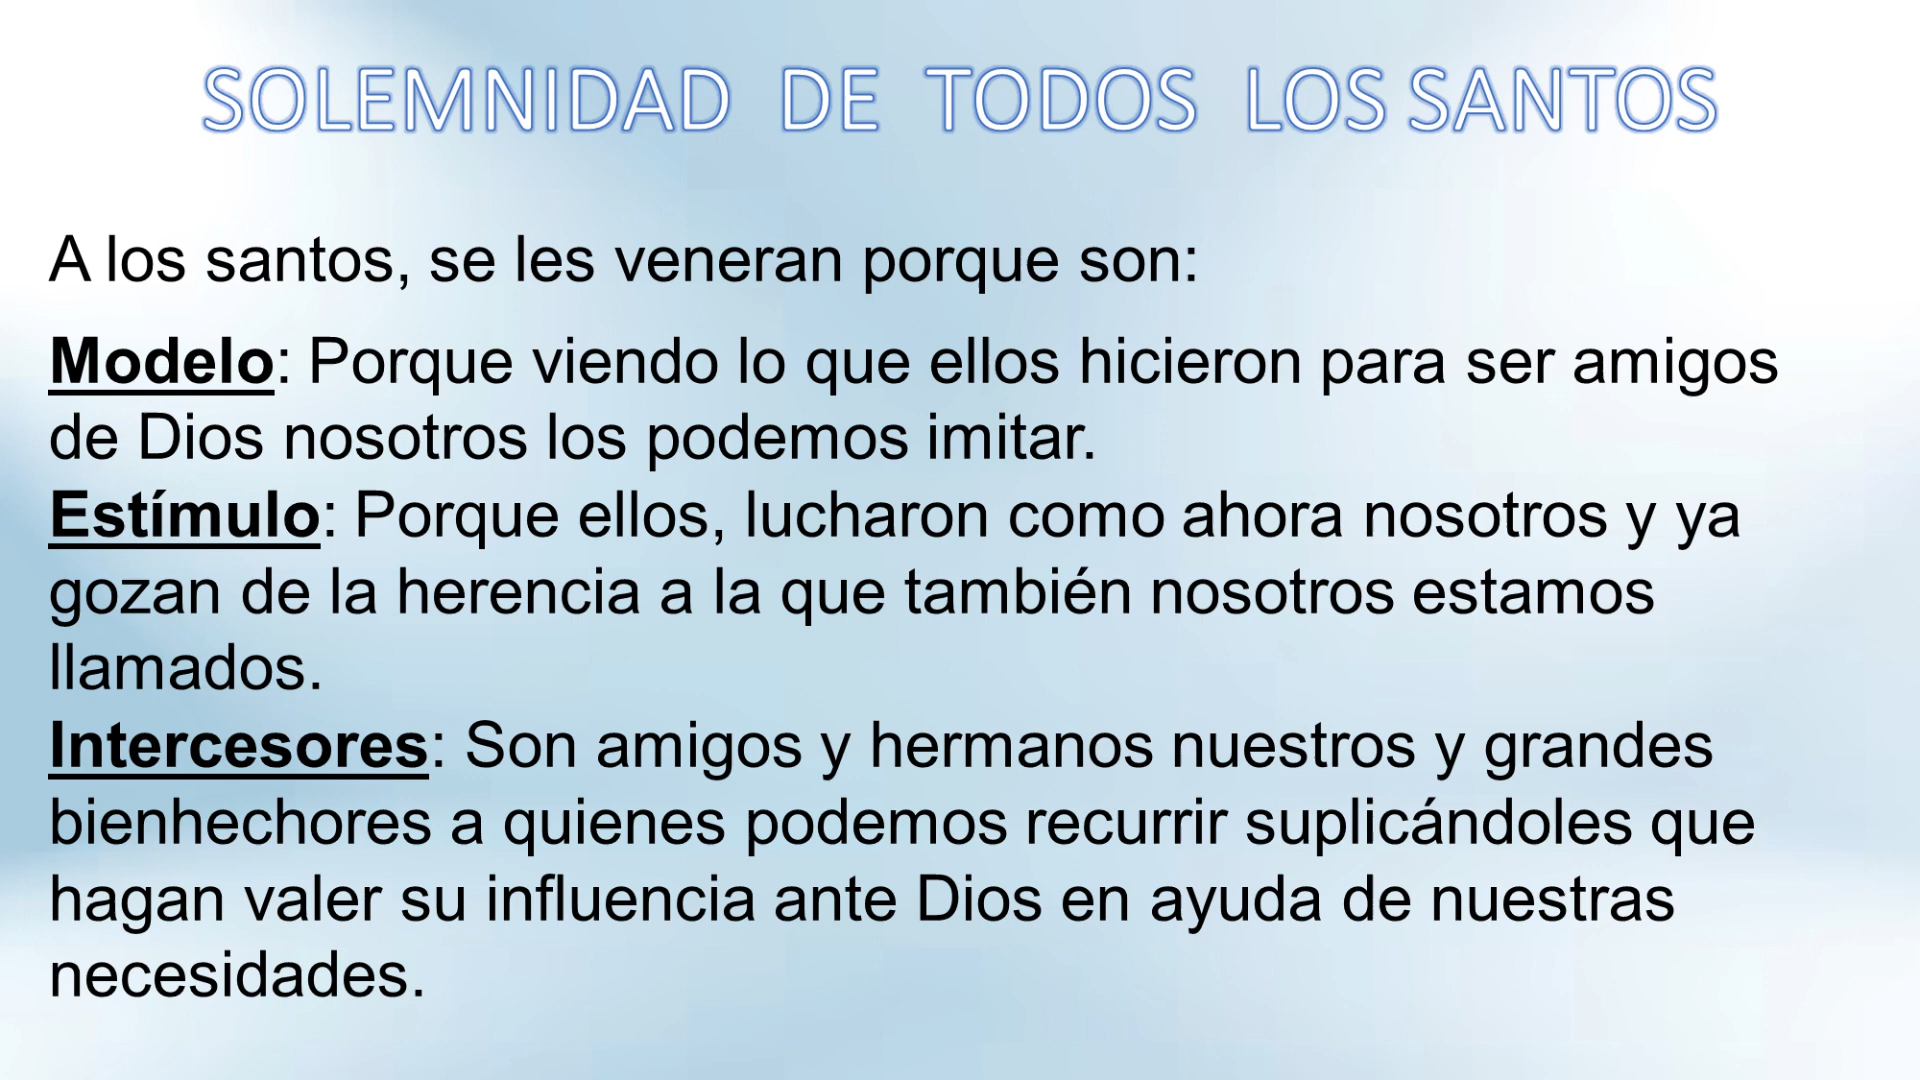 SOLEMNIDAD DE TODOS LOS SANTOS
A los santos, se les veneran porque son:
Modelo: Porque viendo lo que ellos hicieron para ser amigos
de Dios nosotros los podemos imitar.
Estímulo: Porque ellos, lucharon como ahora nosotros y ya
gozan de la herencia a la que también nosotros estamos
llamados.
Intercesores: Son amigos y hermanos nuestros y grandes
bienhechores a quienes podemos recurrir suplicándoles que
hagan valer su influencia ante Dios en ayuda de nuestras
necesidades.